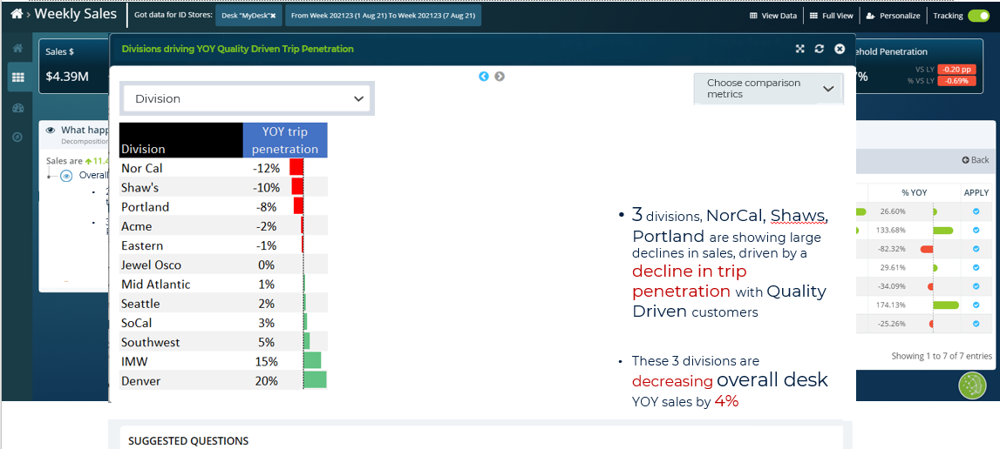 Weekly Sales
Got data for ID Stores:
Desk "MyDesk"✖
From Week 202123 (1 Aug 21) To Week 202123 (7 Aug 21)
View Data
Full View
Personalize
Tracking
Sales $
$4.39M
Divisions driving YOY Quality Driven Trip Penetration
ehold Penetration
%
VS LY -0.20 pp
% VS LY -0.69%
Division
Choose comparison
metrics
What happ
Decomposition
Sales are 11.4
Overall
Division YOY trip penetration
Nor Cal -12%
Shaw's -10%
Portland -8%
Acme -2%
Eastern -1%
Jewel Osco 0%
Mid Atlantic 1%
Seattle 2%
SoCal 3%
Southwest 5%
IMW 15%
Denver 20%
• 3 divisions, NorCal, Shaws,
Portland are showing large
declines in sales, driven by a
decline in trip
penetration with Quality
Driven customers
• These 3 divisions are
decreasing overall desk
YOY sales by 4%
Back
% YOY APPLY
26.60%
133.68%
-82.32%
29.61%
-34.09%
174.13%
-25.26%
Showing 1 to 7 of 7 entries
SUGGESTED QUESTIONS